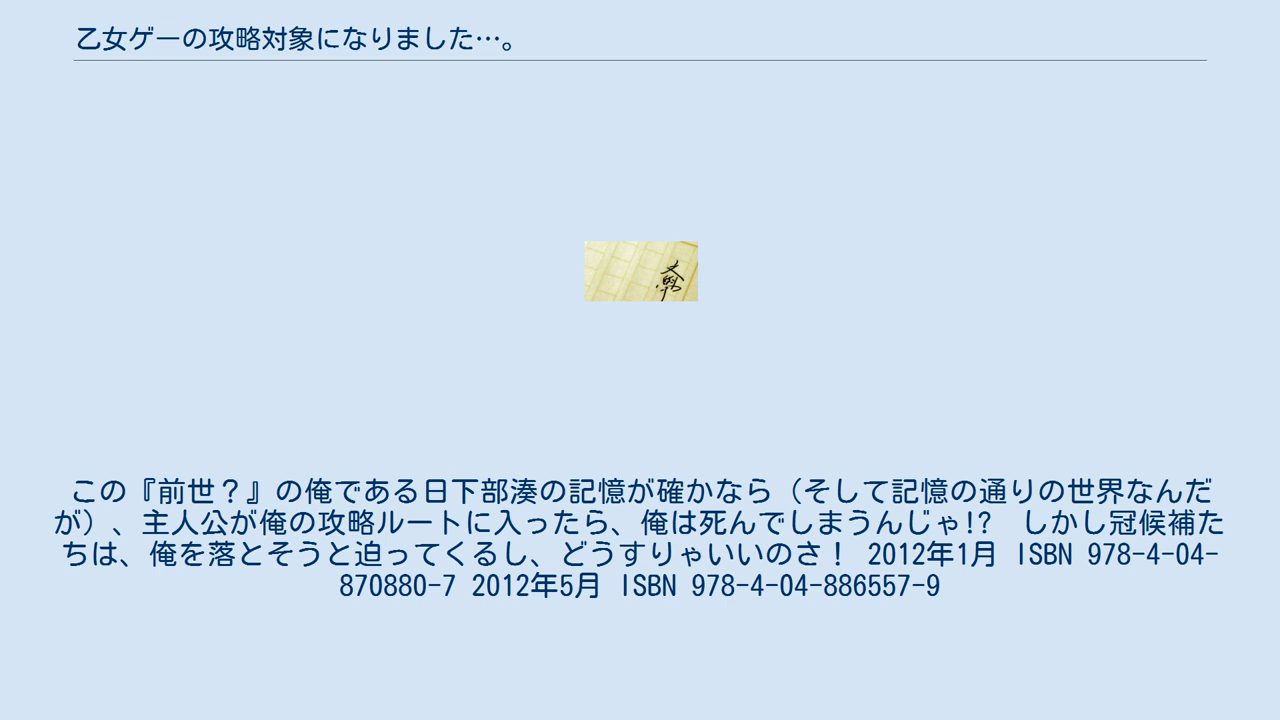 乙女ゲーの攻略対象になりました…。
この『前世？』の俺である日下部湊の記憶が確かなら（そして記憶の通りの世界なんだ
が）、主人公が俺の攻略ルートに入ったら、俺は死んでしまうんじゃ!?　しかし冠候補た
ちは、俺を落とそうと迫ってくるし、どうすりゃいいのさ！ 2012年1月 ISBN 978-4-04-
870880-7 2012年5月 ISBN 978-4-04-886557-9